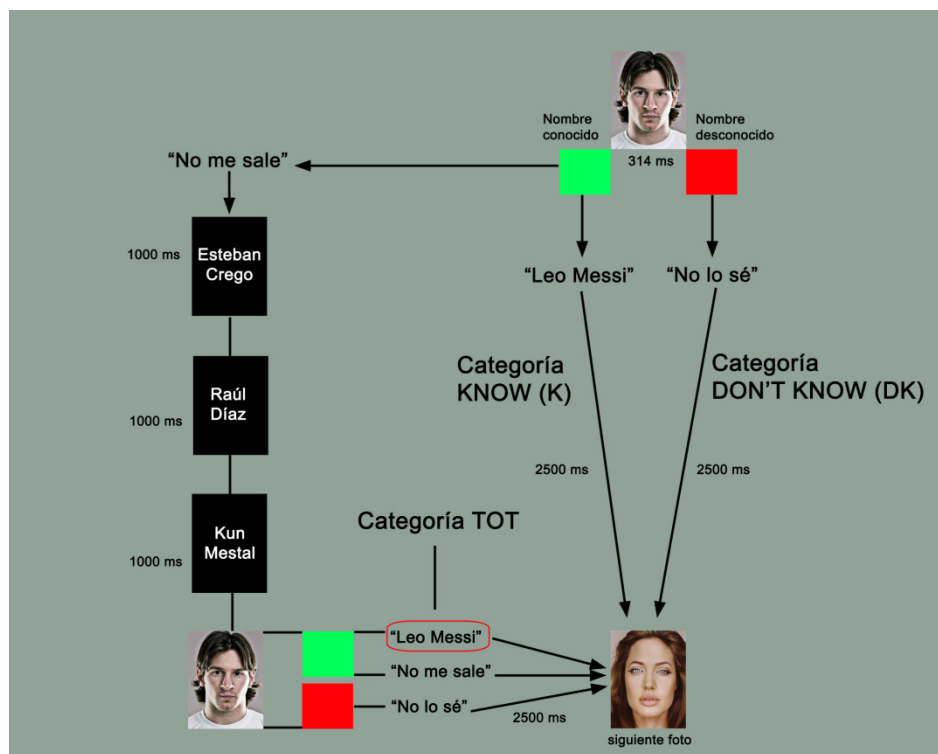 Nombre
conocido
Nombre
desconocido
314 ms
“No me sale”
1000 ms
Esteban
Crego
“Leo Messi”
“No lo sé”
Categoría
KNOW (K)
Categoría
DON’T KNOW (DK)
1000 ms
Raúl
Díaz
2500 ms
2500 ms
1000 ms
Kun
Mestal
Categoría TOT
“Leo Messi”
“No me sale”
“No lo sé”
2500 ms
siguiente foto